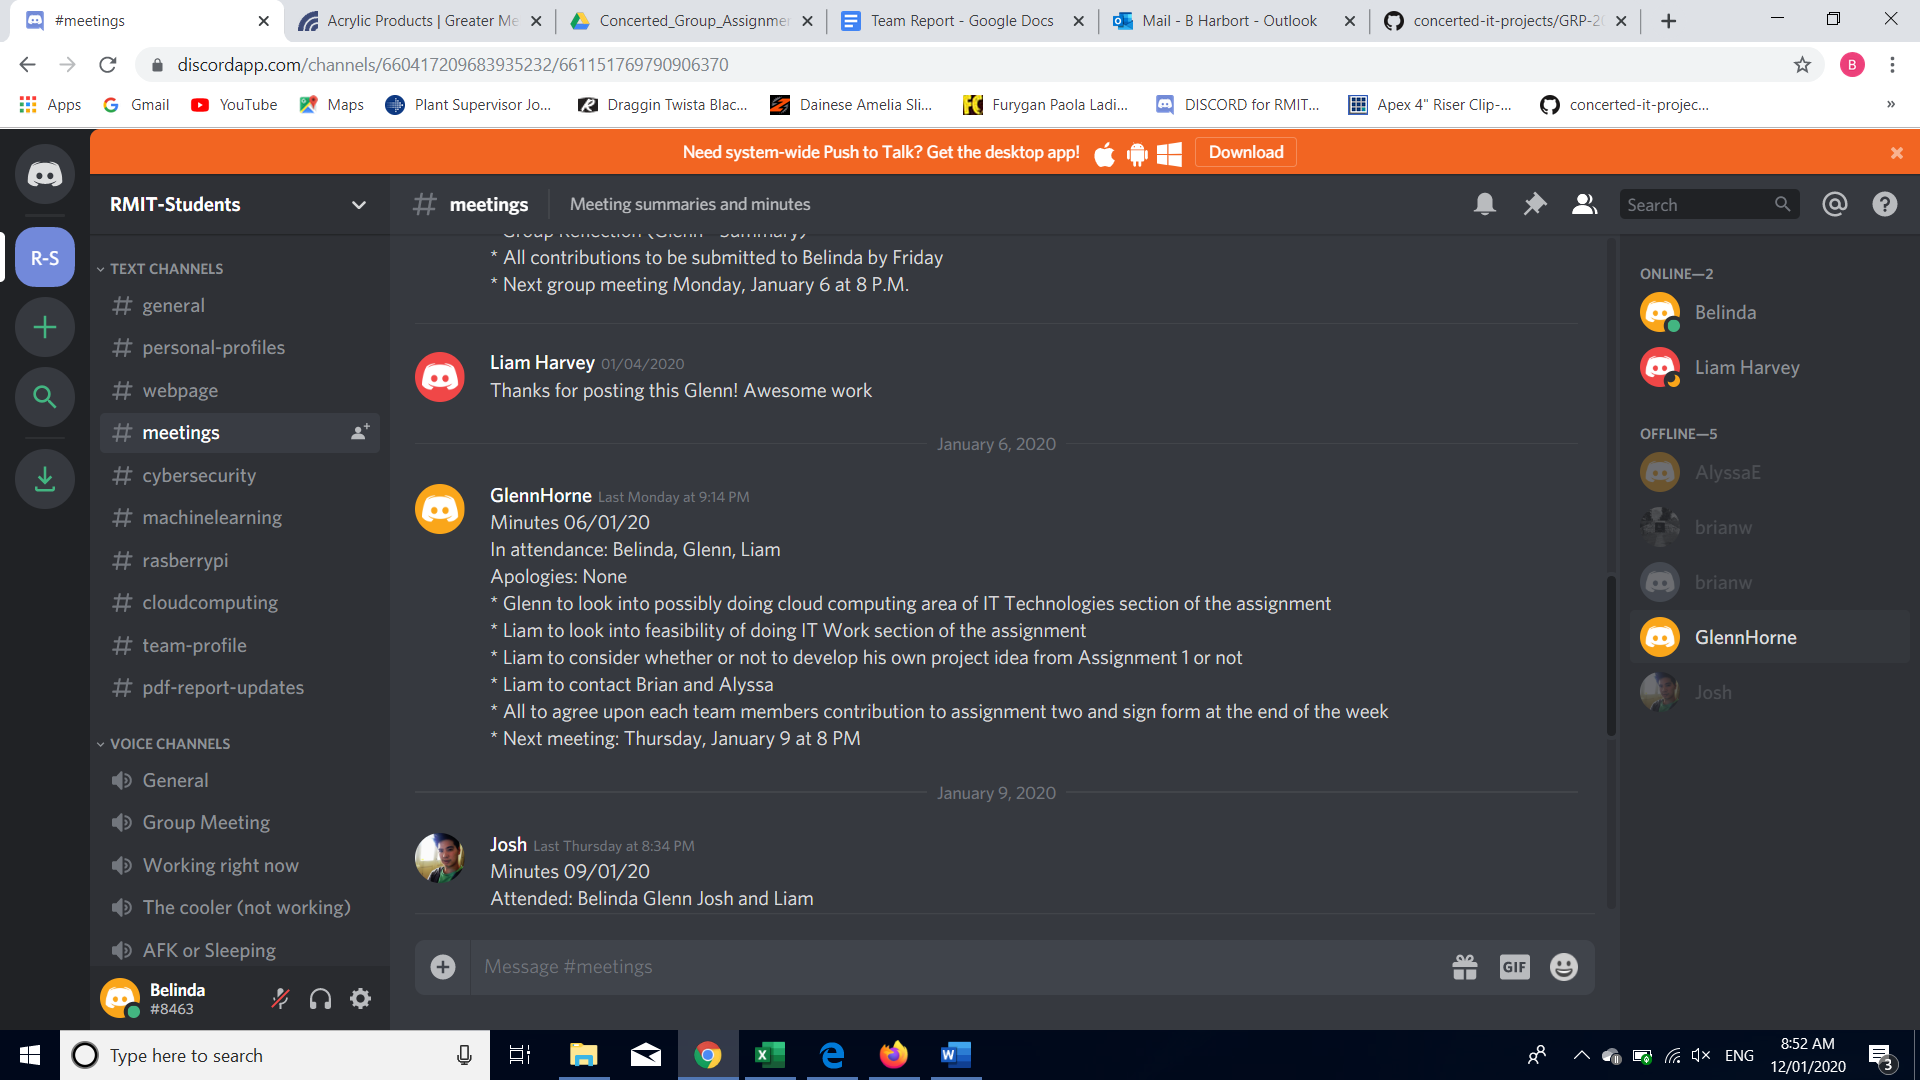 #meetings
Acrylic Products | Greater Me
Concerted_Group_Assignmen
Team Report - Google Docs
Mail - B Harbort - Outlook
concerted-it-projects/GRP-20
discordapp.com/channels/660417209683935232/661151769790906370
B
Apps
Gmail
YouTube
Maps
Plant Supervisor Jo...
Draggin Twista Blac...
Dainese Amelia Sli...
Furygan Paola Ladi...
DISCORD for RMIT...
Apex 4" Riser Clip-...
concerted-it-projec...
»
Need system-wide Push to Talk? Get the desktop app!
Download
RMIT-Students
# meetings
Meeting summaries and minutes
Search
R-S
TEXT CHANNELS
# general
# personal-profiles
# webpage
# meetings
# cybersecurity
# machinelearning
# rasberrypi
# cloudcomputing
# team-profile
# pdf-report-updates
VOICE CHANNELS
General
Group Meeting
Working right now
The cooler (not working)
AFK or Sleeping
Belinda
#8463
* Group Reflection (Glenn - Summary)
* All contributions to be submitted to Belinda by Friday
* Next group meeting Monday, January 6 at 8 P.M.
Liam Harvey 01/04/2020
Thanks for posting this Glenn! Awesome work
January 6, 2020
GlennHorne Last Monday at 9:14 PM
Minutes 06/01/20
In attendance: Belinda, Glenn, Liam
Apologies: None
* Glenn to look into possibly doing cloud computing area of IT Technologies section of the assignment
* Liam to look into feasibility of doing IT Work section of the assignment
* Liam to consider whether or not to develop his own project idea from Assignment 1 or not
* Liam to contact Brian and Alyssa
* All to agree upon each team members contribution to assignment two and sign form at the end of the week
* Next meeting: Thursday, January 9 at 8 PM
January 9, 2020
Josh Last Thursday at 8:34 PM
Minutes 09/01/20
Attended: Belinda Glenn Josh and Liam
Message #meetings
GIF
ONLINE—2
Belinda
Liam Harvey
OFFLINE—5
AlyssaE
brianw
brianw
GlennHorne
Josh
Type here to search
ENG
8:52 AM
12/01/2020
3